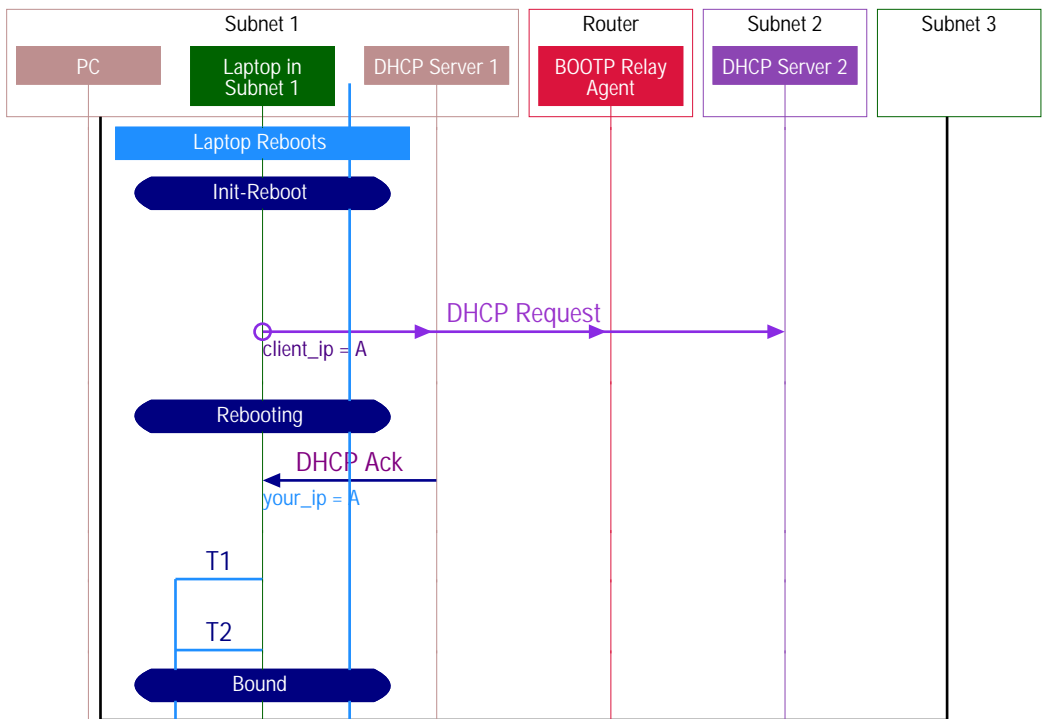 Subnet 1
Router
Subnet 2
Subnet 3
PC
Laptop in
Subnet 1
DHCP Server 1
BOOTP Relay
Agent
DHCP Server 2
Laptop Reboots
Init-Reboot
DHCP Request
client_ip = A
Rebooting
DHCP Ack
your_ip = A
T1
T2
Bound